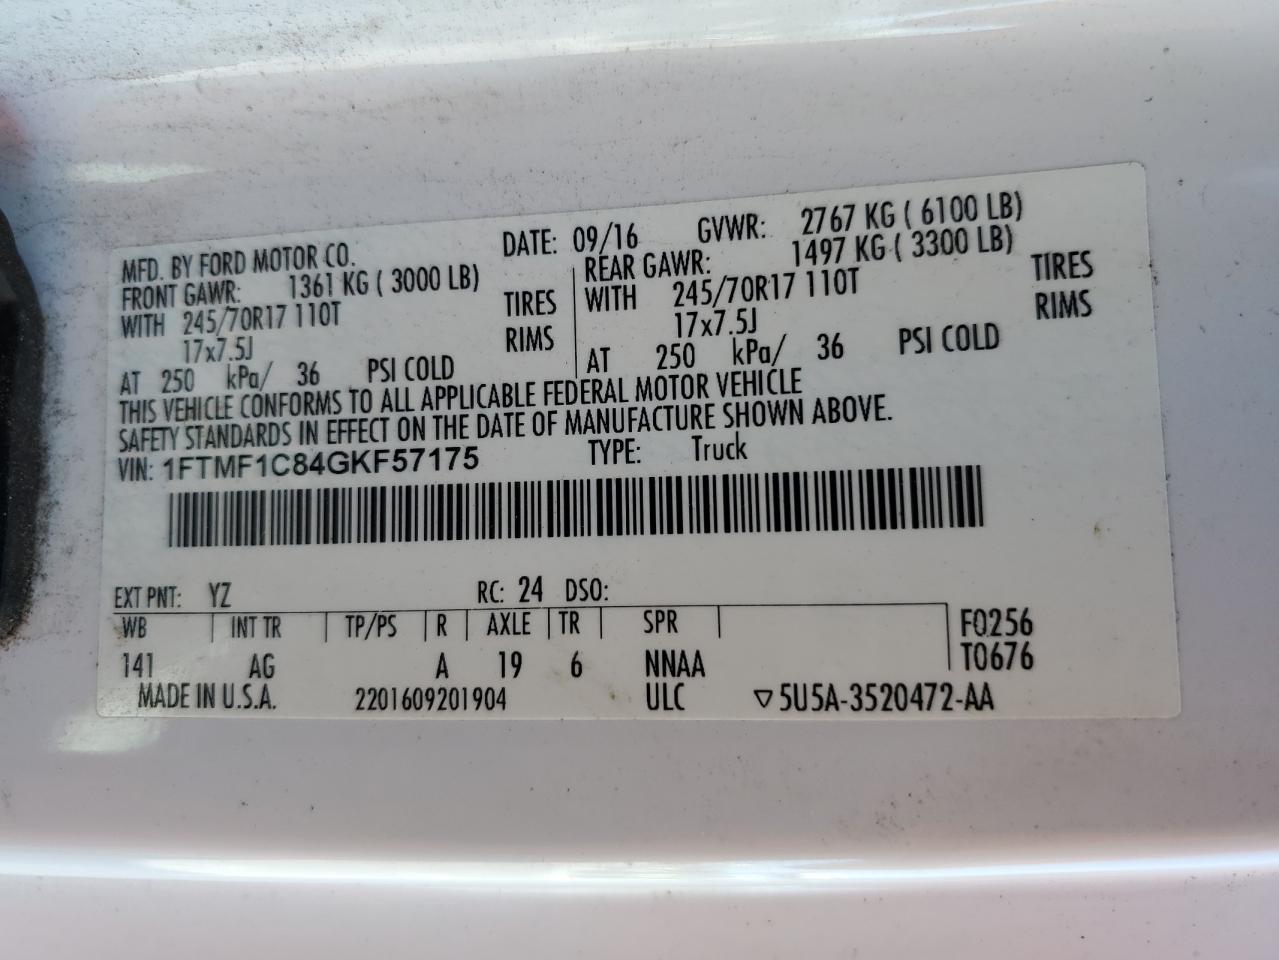 MFD. BY FORD MOTOR CO. DATE: 09/16 GVWR: 2767 KG ( 6100 LB)
FRONT GAWR: 1361 KG ( 3000 LB) REAR GAWR: 1497 KG ( 3300 LB)
WITH 245/70R17 110T TIRES WITH 245/70R17 110T TIRES
17x7.5J RIMS 17x7.5J RIMS
AT 250 kPa/ 36 PSI COLD AT 250 kPa/ 36 PSI COLD
THIS VEHICLE CONFORMS TO ALL APPLICABLE FEDERAL MOTOR VEHICLE
SAFETY STANDARDS IN EFFECT ON THE DATE OF MANUFACTURE SHOWN ABOVE.
VIN: 1FTMF1C84GKF57175 TYPE: Truck
EXT PNT: YZ RC: 24 DSO:
WB INT TR TP/PS R AXLE TR SPR F0256
141 AG A 19 6 NNAA T0676
MADE IN U.S.A. 2201609201904 ULC ▽5U5A-3520472-AA